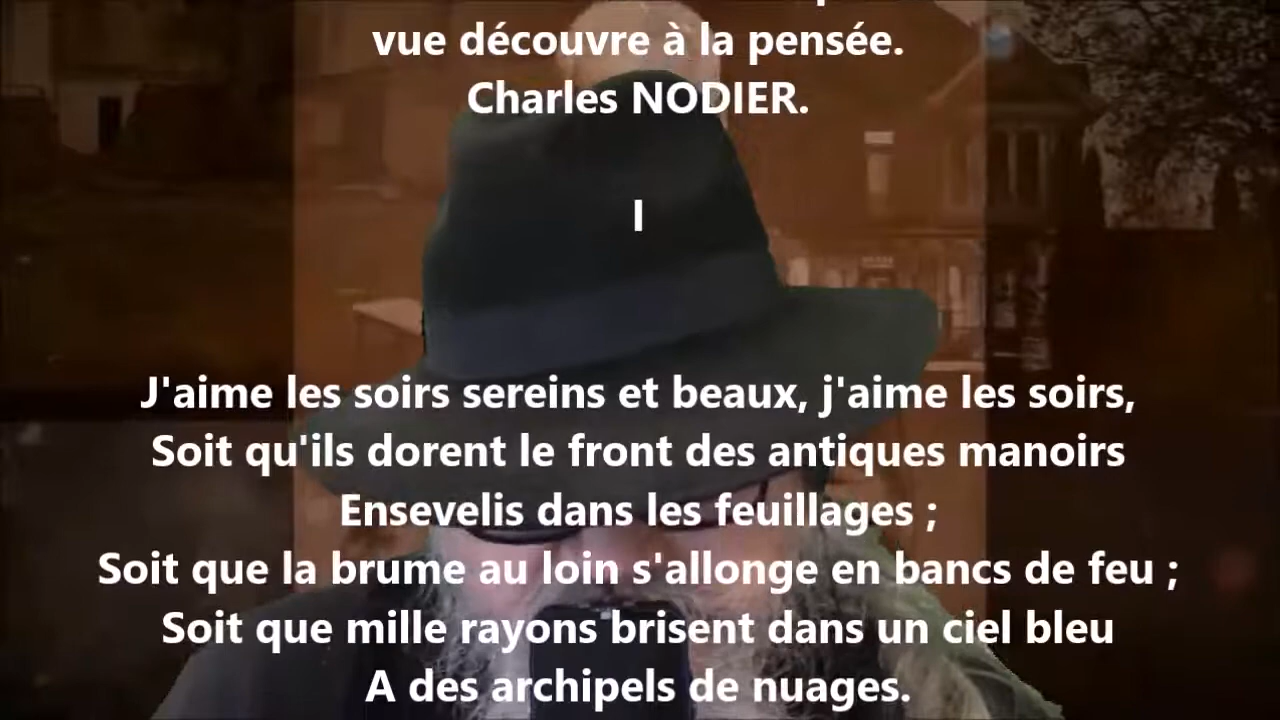 vue découvre à la pensée.
Charles NODIER.
I
J'aime les soirs sereins et beaux, j'aime les soirs,
Soit qu'ils dorent le front des antiques manoirs
Ensevelis dans les feuillages ;
Soit que la brume au loin s'allonge en bancs de feu ;
Soit que mille rayons brisent dans un ciel bleu
A des archipels de nuages.